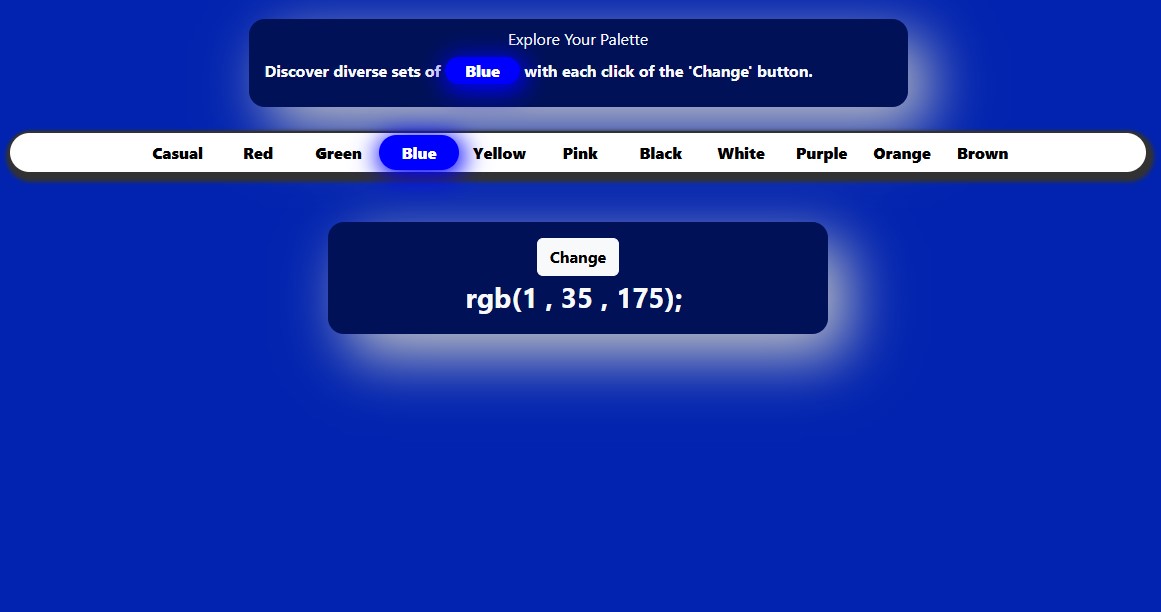 Explore Your Palette
Discover diverse sets of Blue with each click of the 'Change' button.
Casual Red Green Blue Yellow Pink Black White Purple Orange Brown
Change
rgb(1 , 35 , 175);